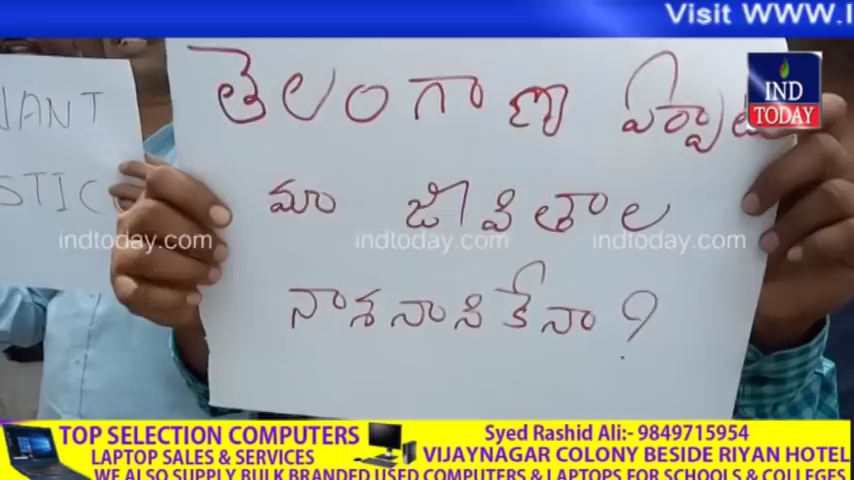 Visit WWW.I
తెలంగాణ ఏర్పాటు
IND
TODAY
మా జీవితాల
నాశనానికేనా?
WANT
STIC
indtoday.com indtoday.com indtoday.com
TOP SELECTION COMPUTERS
LAPTOP SALES & SERVICES
Syed Rashid Ali:- 9849715954
VIJAYNAGAR COLONY BESIDE RIYAN HOTEL
WE ALSO SUPPLY BULK BRANDED USED COMPUTERS & LAPTOPS FOR SCHOOLS & COLLEGES